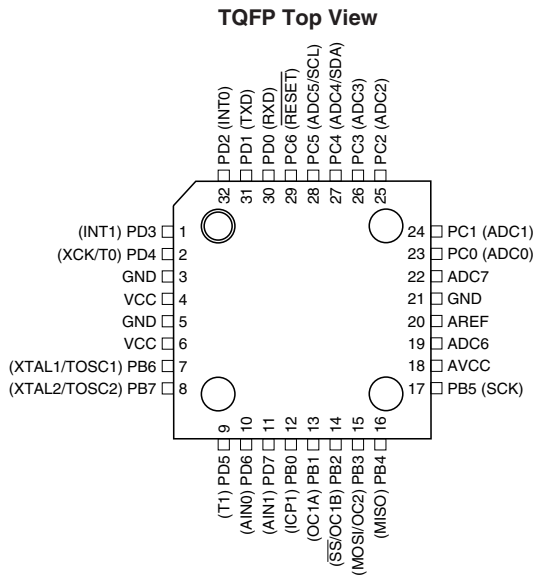 TQFP Top View
PD2 (INT0)
PD1 (TXD)
PD0 (RXD)
PC6 (RESET)
PC5 (ADC5/SCL)
PC4 (ADC4/SDA)
PC3 (ADC3)
PC2 (ADC2)
32
31
30
29
28
27
26
25
(INT1) PD3 1
(XCK/T0) PD4 2
GND 3
VCC 4
GND 5
VCC 6
(XTAL1/TOSC1) PB6 7
(XTAL2/TOSC2) PB7 8
24 PC1 (ADC1)
23 PC0 (ADC0)
22 ADC7
21 GND
20 AREF
19 ADC6
18 AVCC
17 PB5 (SCK)
9
10
11
12
13
14
15
16
(T1) PD5
(AIN0) PD6
(AIN1) PD7
(ICP1) PB0
(OC1A) PB1
(SS/OC1B) PB2
(MOSI/OC2) PB3
(MISO) PB4